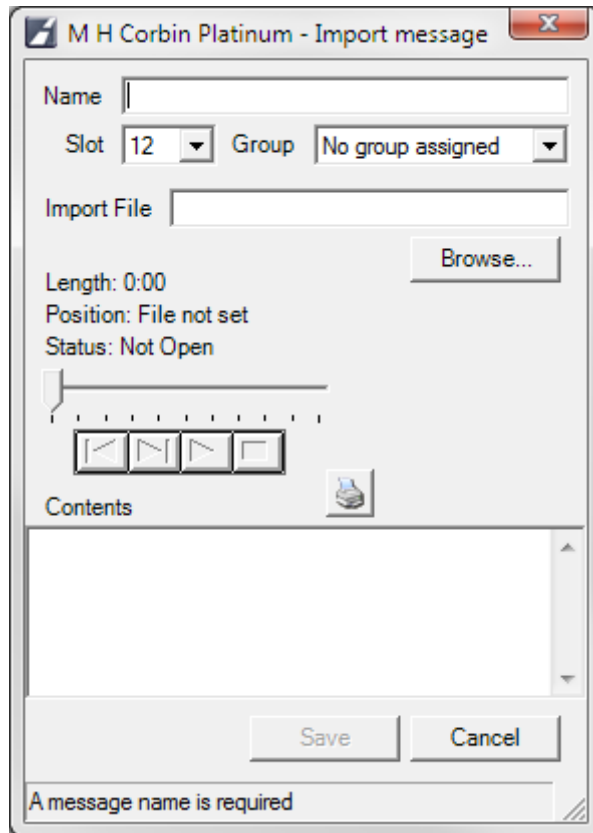 M H Corbin Platinum - Import message
Name
Slot 12 Group No group assigned
Import File
Browse...
Length: 0:00
Position: File not set
Status: Not Open
Contents
Save Cancel
A message name is required